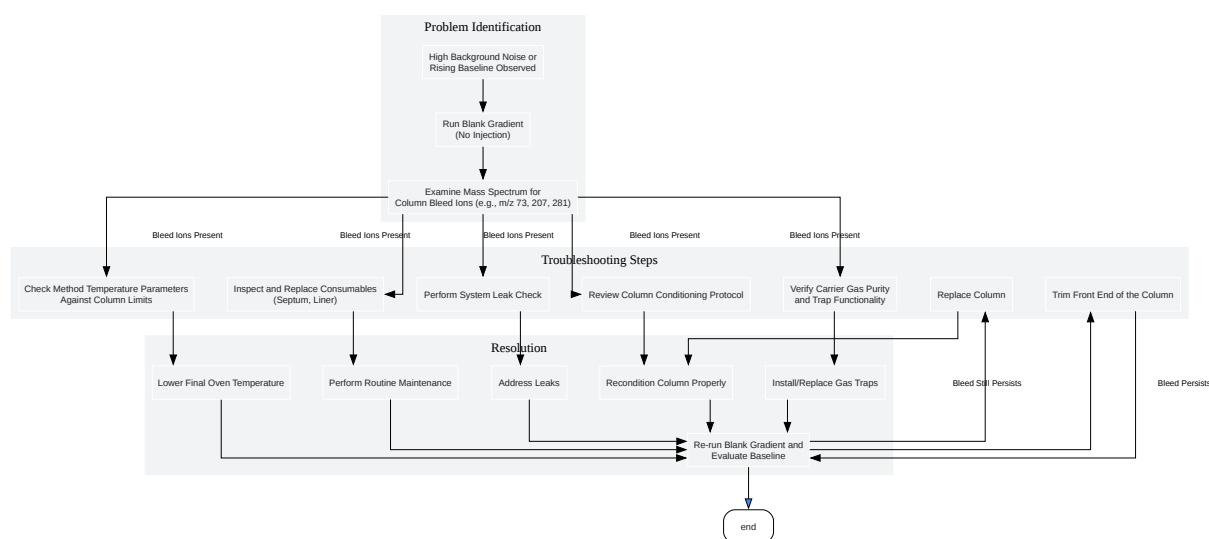 Problem Identification
High Background Noise or
Rising Baseline Observed
Run Blank Gradient
(No Injection)
Examine Mass Spectrum for
Column Bleed Ions (e.g., m/z 73, 207, 281)
Bleed Ions Present
Bleed Ions Present
Bleed Ions Present
Bleed Ions Present
Bleed Ions Present
Troubleshooting Steps
Check Method Temperature Parameters
Against Column Limits
Inspect and Replace Consumables
(Septum, Liner)
Perform System Leak Check
Review Column Conditioning Protocol
Verify Carrier Gas Purity
and Trap Functionality
Replace Column
Trim Front End of the Column
Resolution
Lower Final Oven Temperature
Perform Routine Maintenance
Address Leaks
Recondition Column Properly
Install/Replace Gas Traps
Bleed Still Persists
Bleed Persists
Re-run Blank Gradient and
Evaluate Baseline
end